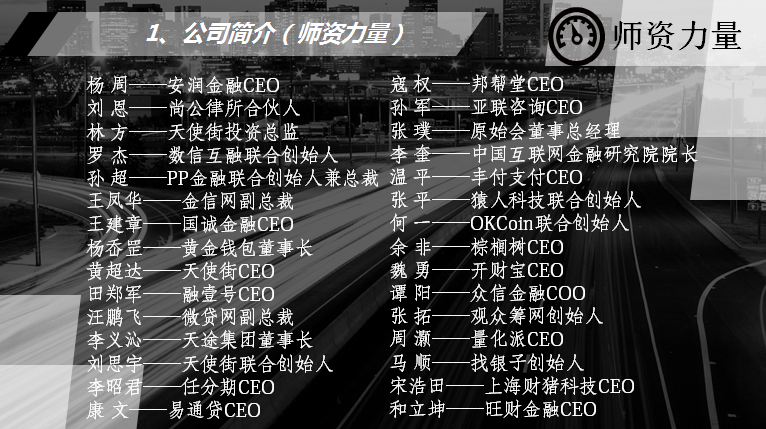 1、公司简介（师资力量）
师资力量
杨 周——安润金融CEO
刘 恩——尚公律所合伙人
林 方——天使街投资总监
罗 杰——数信互融联合创始人
孙 超——PP金融联合创始人兼总裁
王凤华——金信网副总裁
王建章——国诚金融CEO
杨岙罡——黄金钱包董事长
黄超达——天使街CEO
田郑军——融壹号CEO
汪鹏飞——微贷网副总裁
李义沁——天途集团董事长
刘思宇——天使街联合创始人
李昭君——任分期CEO
康 文——易通贷CEO
寇 权——邦帮堂CEO
孙 军——亚联咨询CEO
张 璞——原始会董事总经理
李 奎——中国互联网金融研究院院长
温 平——丰付支付CEO
张 平——猿人科技联合创始人
何 一——OKCoin联合创始人
余 非——棕榈树CEO
魏 勇——开财宝CEO
谭 阳——众信金融COO
张 拓——观众筹网创始人
周 灏——量化派CEO
马 顺——找银子创始人
宋浩田——上海财猪科技CEO
和立坤——旺财金融CEO